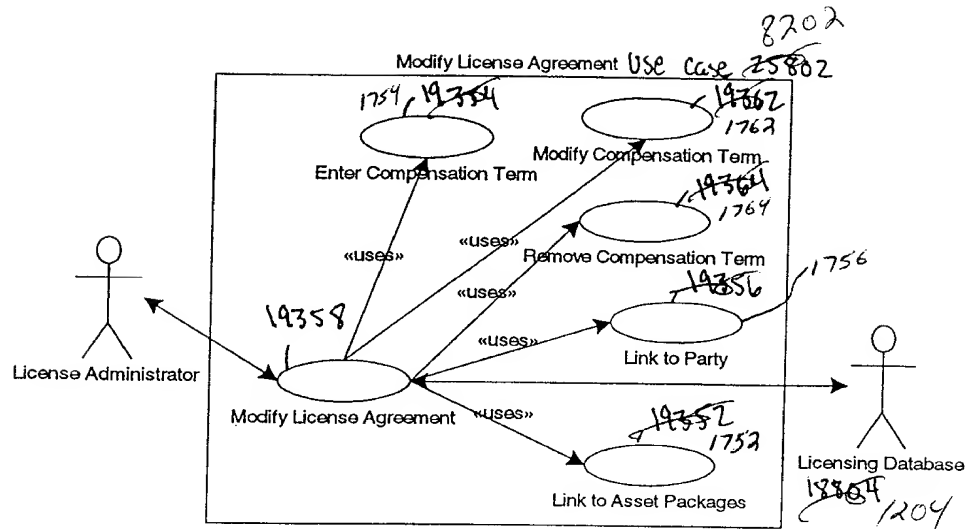 8202
Modify License Agreement Use case 25802
1754 19354
19362
1762
Enter Compensation Term
Modify Compensation Term
19364
1764
«uses»
«uses»
Remove Compensation Term
19356
1756
«uses»
19358
«uses»
Link to Party
License Administrator
Modify License Agreement
«uses»
19352
1752
Link to Asset Packages
Licensing Database
18804
1204